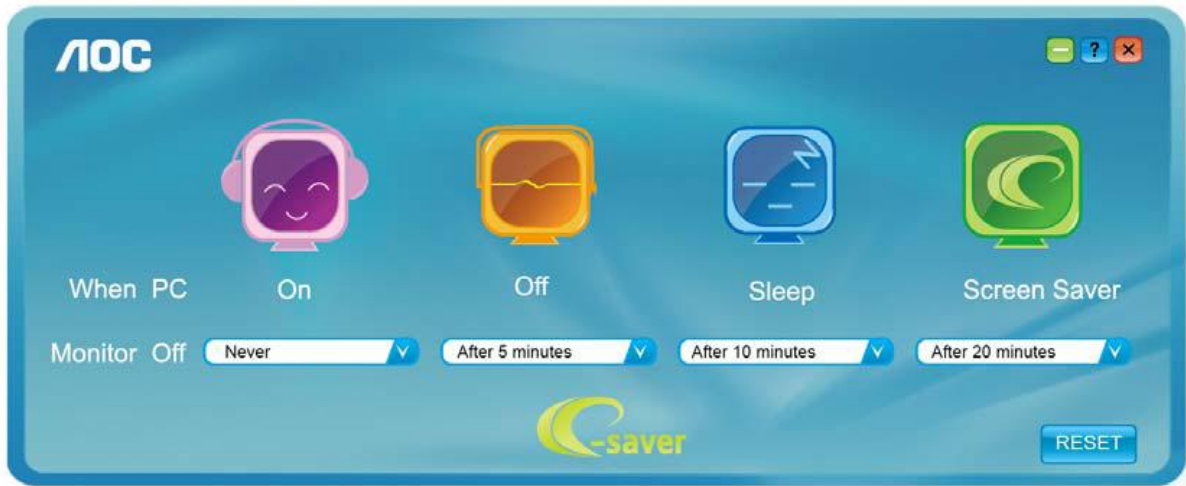 AOC
?
When PC On Off Sleep Screen Saver
Monitor Off Never After 5 minutes After 10 minutes After 20 minutes
e-saver
RESET